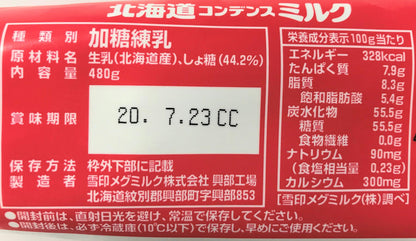 北海道コンデンスミルク
種類別 加糖練乳
原材料名 生乳(北海道産)、しょ糖(44.2%)
内容量 480g
賞味期限 20. 7.23CC
保存方法 枠外下部に記載
製造者 雪印メグミルク株式会社 興部工場
北海道紋別郡興部町字興部853
栄養成分表示100g当たり
エネルギー 328kcal
たんぱく質 7.9g
脂質 8.3g
飽和脂肪酸 5.4g
炭水化物 55.5g
糖質 55.5g
食物繊維 0.0g
ナトリウム 90mg
(食塩相当量 0.23g)
カルシウム 300mg
[雪印メグミルク(株)調べ]
●開封前は、直射日光を避け、常温で保存してください。
●開封後は、必ず冷蔵庫(10℃以下)で保存し、早めにご使用ください。